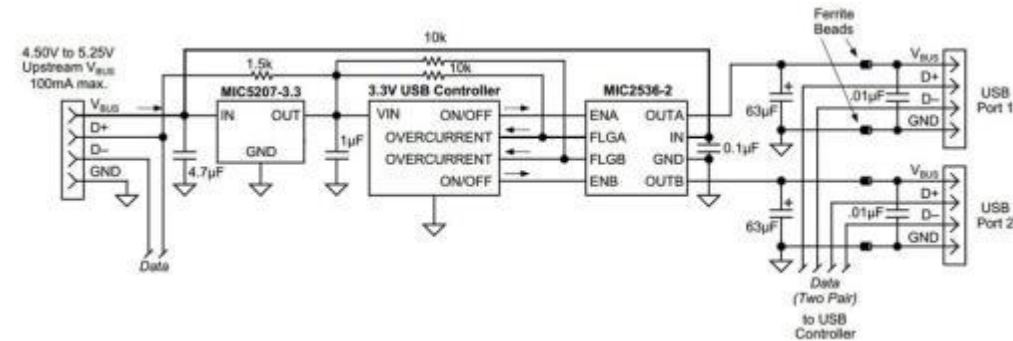 4.50V to 5.25V
Upstream VBUS
100mA max.
VBUS
D+
D–
GND
Data
4.7µF
1.5k
MIC5207-3.3
IN
OUT
GND
1µF
10k
10k
3.3V USB Controller
VIN
ON/OFF
OVERCURRENT
OVERCURRENT
ON/OFF
MIC2536-2
ENA
OUTA
FLGA
IN
FLGB
GND
ENB
OUTB
0.1µF
Ferrite
Beads
63µF
.01µF
VBUS
D+
D–
GND
USB
Port 1
63µF
.01µF
VBUS
D+
D–
GND
USB
Port 2
Data
(Two Pair)
to USB
Controller